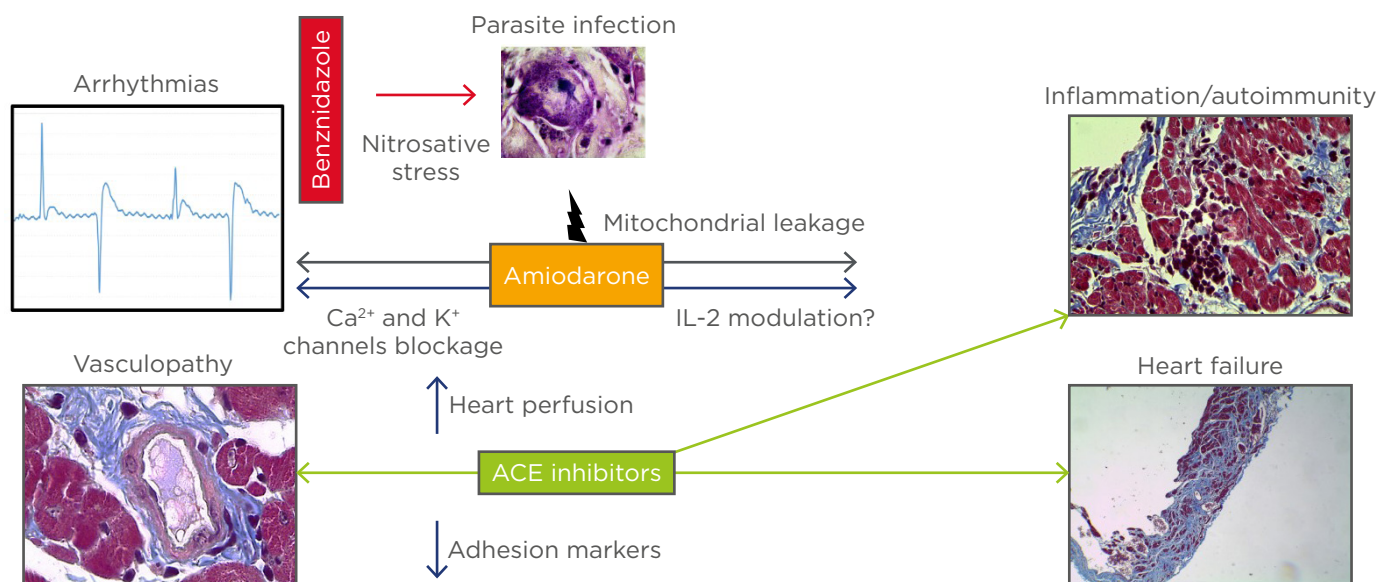 Parasite infection
Benznidazole
Arrhythmias
Inflammation/autoimmunity
Nitrosative
stress
Mitochondrial leakage
Amiodarone
Ca²⁺ and K⁺
channels blockage
IL-2 modulation?
Vasculopathy
Heart failure
Heart perfusion
ACE inhibitors
Adhesion markers